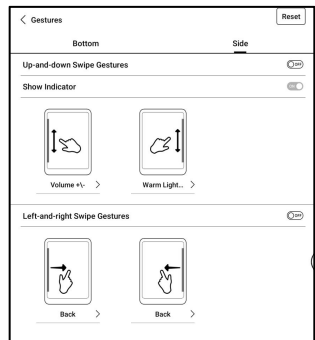 Gestures
Reset
Bottom
Side
Up-and-down Swipe Gestures
OFF
Show Indicator
ON
Volume +\-
Warm Light...
Left-and-right Swipe Gestures
OFF
Back
Back